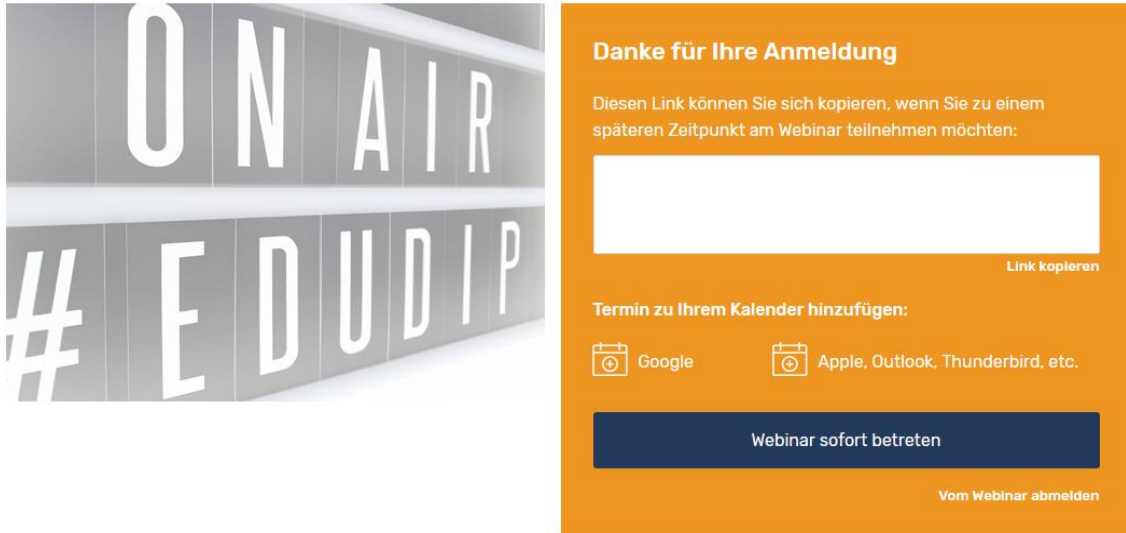 ON AIR
#EDUDIP
Danke für Ihre Anmeldung
Diesen Link können Sie sich kopieren, wenn Sie zu einem
späteren Zeitpunkt am Webinar teilnehmen möchten:
Link kopieren
Termin zu Ihrem Kalender hinzufügen:
Google
Apple, Outlook, Thunderbird, etc.
Webinar sofort betreten
Vom Webinar abmelden